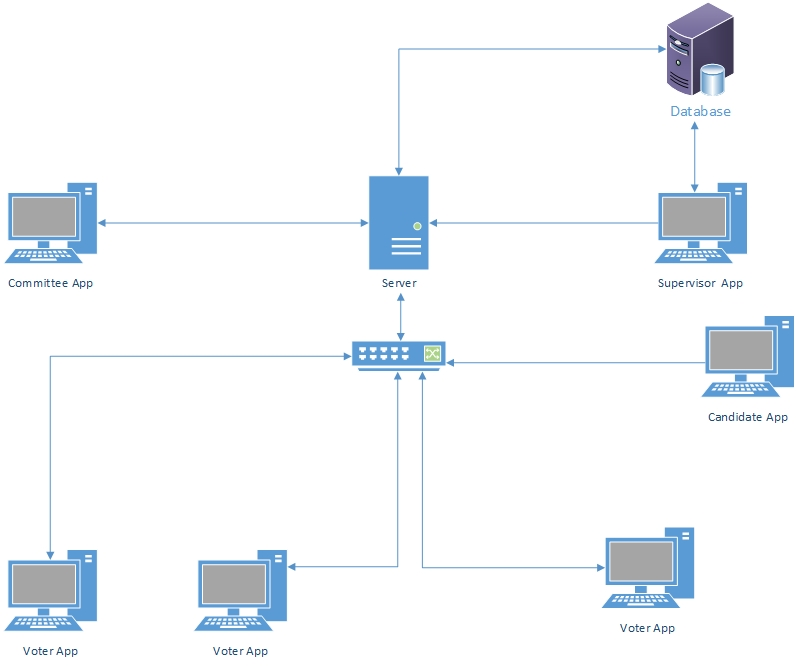 Database
Committee App
Server
Supervisor App
Candidate App
Voter App
Voter App
Voter App